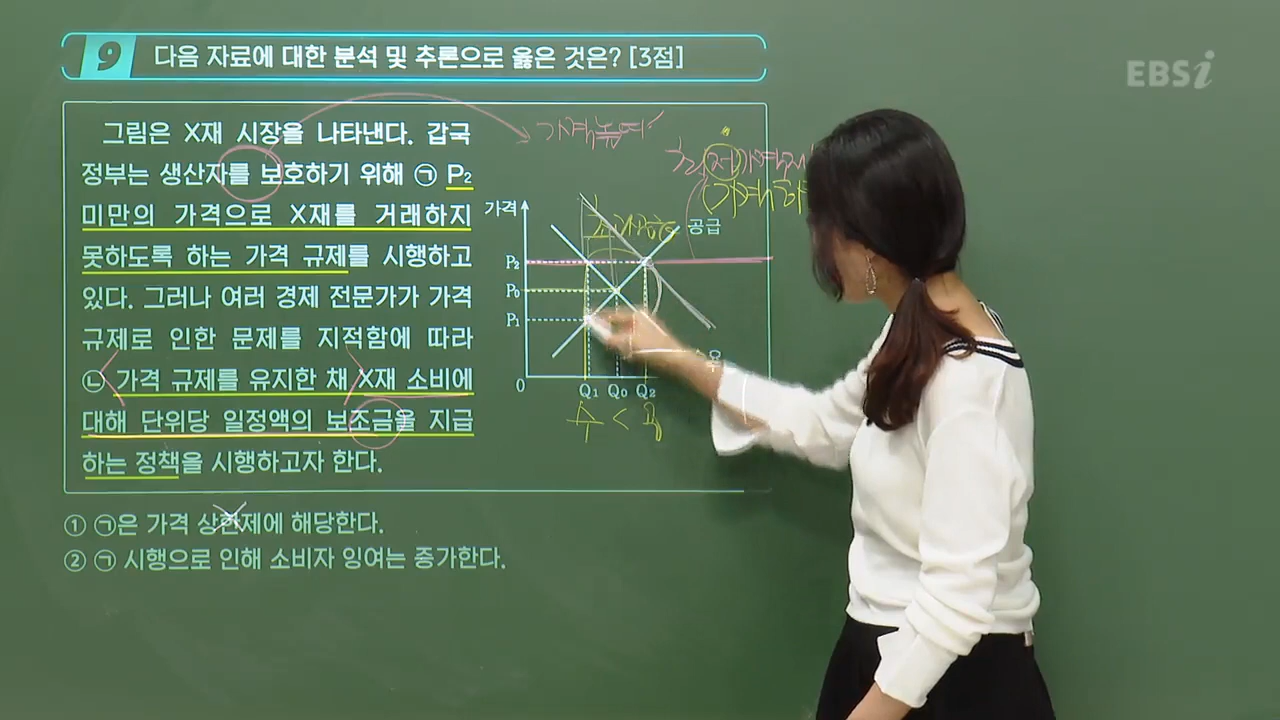 9 다음 자료에 대한 분석 및 추론으로 옳은 것은? [3점]
EBSi
그림은 X재 시장을 나타낸다. 갑국
정부는 생산자를 보호하기 위해 ㉠ P₂
미만의 가격으로 X재를 거래하지
못하도록 하는 가격 규제를 시행하고
있다. 그러나 여러 경제 전문가가 가격
규제로 인한 문제를 지적함에 따라
㉡ 가격 규제를 유지한 채 X재 소비에
대해 단위당 일정액의 보조금을 지급
하는 정책을 시행하고자 한다.
가격
공급
P₂
P₀
P₁
0
Q₁ Q₀ Q₂
<
① ㉠은 가격 상한제에 해당한다.
② ㉠ 시행으로 인해 소비자 잉여는 증가한다.